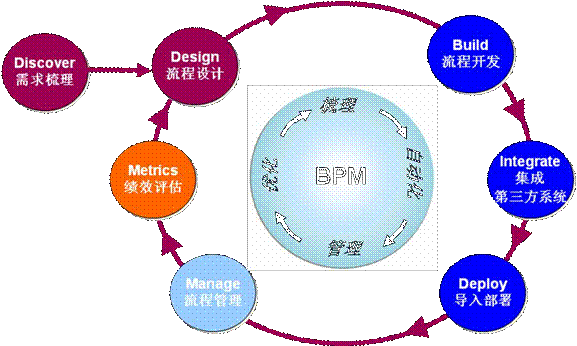 Discover
需求梳理
Design
流程设计
Build
流程开发
Integrate
集成
第三方系统
Deploy
导入部署
Manage
流程管理
Metrics
绩效评估
梳理
自动化
管理
优化
BPM